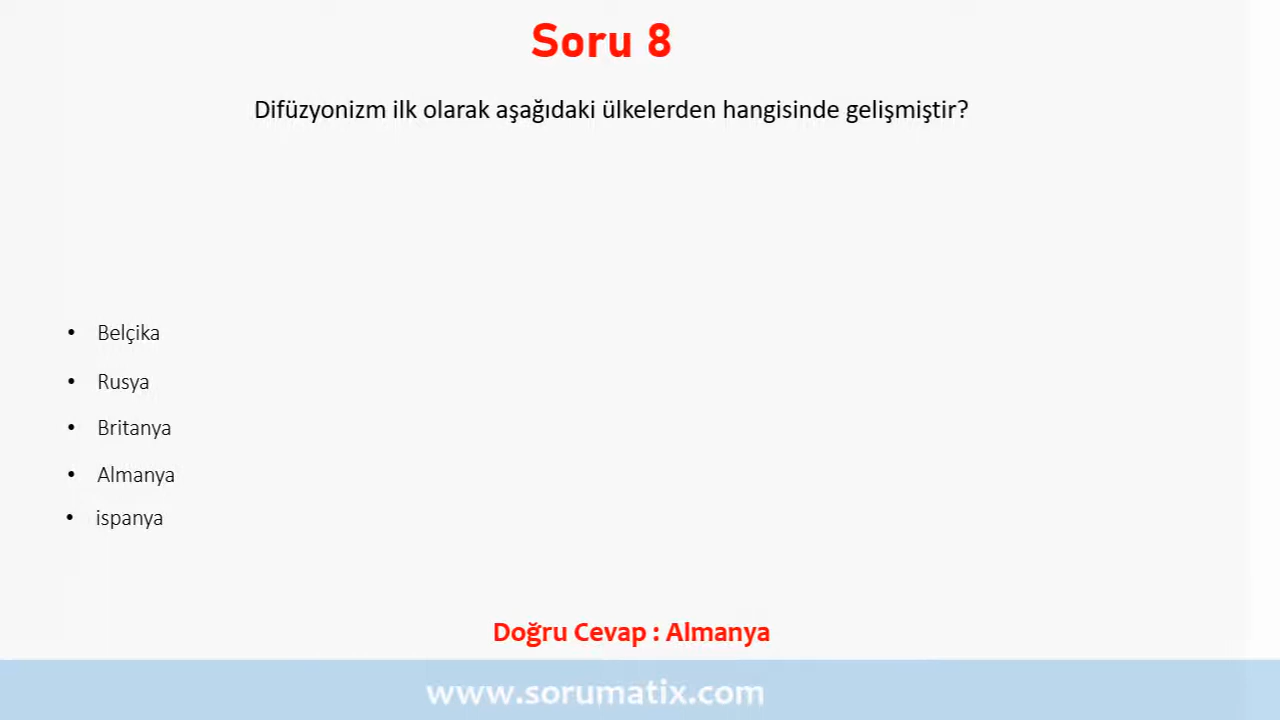 Soru 8
Difüzyonizm ilk olarak aşağıdaki ülkelerden hangisinde gelişmiştir?
• Belçika
• Rusya
• Britanya
• Almanya
• ispanya
Doğru Cevap : Almanya
www.sorumatix.com